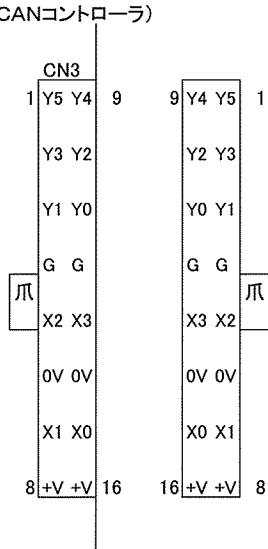 CANコントローラ)
CN3
1 Y5 Y4 9 9 Y4 Y5 1
Y3 Y2 Y2 Y3
Y1 Y0 Y0 Y1
G G G G
爪 爪
X2 X3 X3 X2
0V 0V 0V 0V
X1 X0 X0 X1
8 +V +V 16 16 +V +V 8